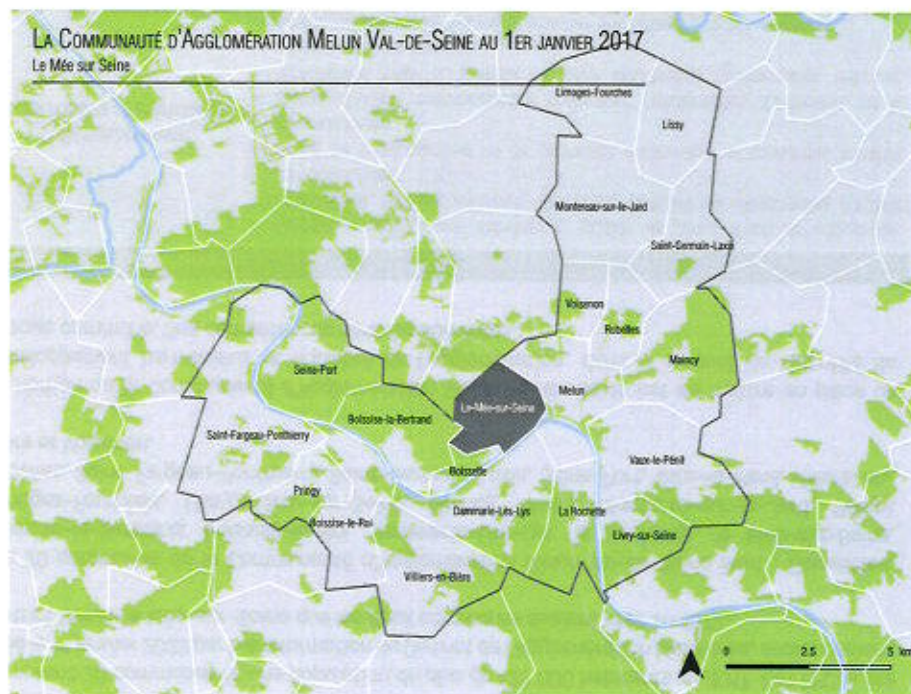 LA COMMUNAUTÉ D'AGGLOMÉRATION MELUN VAL-DE-SEINE AU 1ER JANVIER 2017
Le Mée sur Seine
Limoges-Fourches
Lissy
Montereau-sur-le-Jard
Saint-Germain-Laxis
Voisenon
Rubelles
Maincy
Seine-Port
Melun
Le-Mée-sur-Seine
Boissise-la-Bertrand
Saint-Fargeau-Ponthierry
Vaux-le-Pénil
Boissette
Pringy
Dammarie-Lès-Lys
La Rochette
Boissise-le-Roi
Livry-sur-Seine
Villiers-en-Bière
0 2.5 5 km